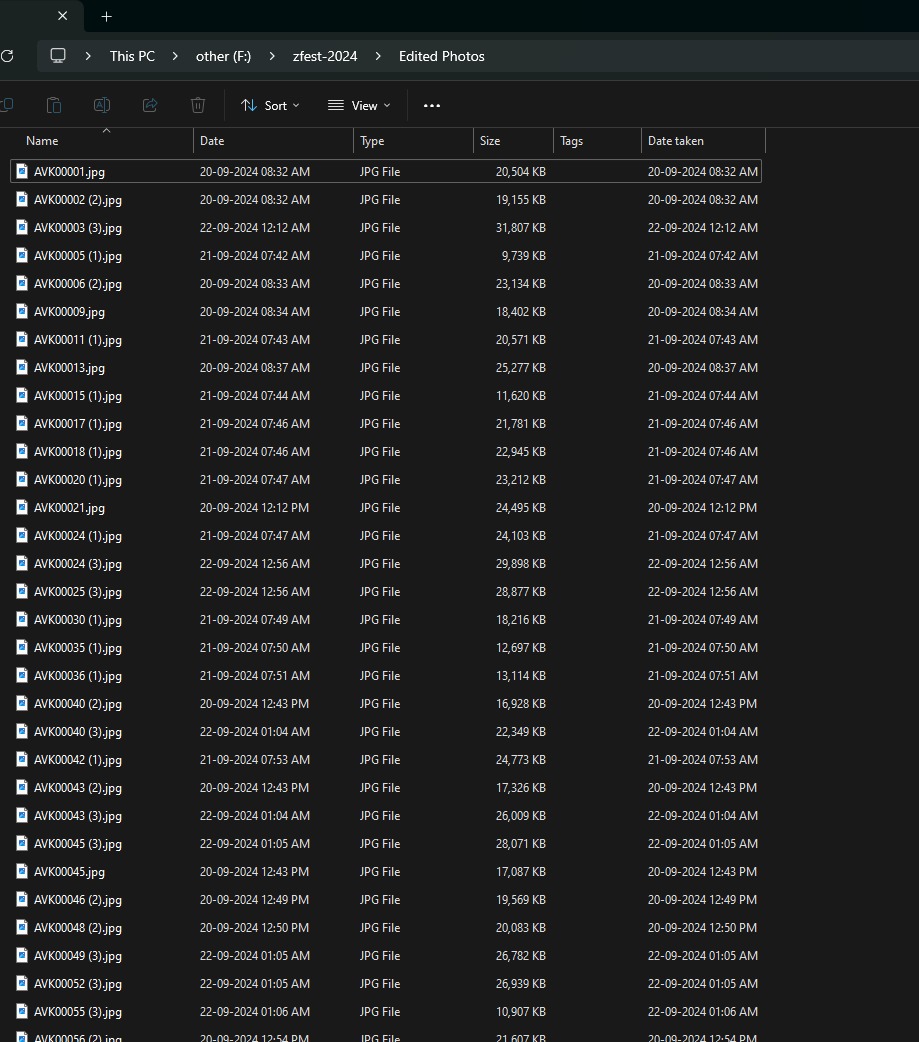 This PC > other (F:) > zfest-2024 > Edited Photos
Sort View
Name Date Type Size Tags Date taken
AVK00001.jpg 20-09-2024 08:32 AM JPG File 20,504 KB 20-09-2024 08:32 AM
AVK00002 (2).jpg 20-09-2024 08:32 AM JPG File 19,155 KB 20-09-2024 08:32 AM
AVK00003 (3).jpg 22-09-2024 12:12 AM JPG File 31,807 KB 22-09-2024 12:12 AM
AVK00005 (1).jpg 21-09-2024 07:42 AM JPG File 9,739 KB 21-09-2024 07:42 AM
AVK00006 (2).jpg 20-09-2024 08:33 AM JPG File 23,134 KB 20-09-2024 08:33 AM
AVK00009.jpg 20-09-2024 08:34 AM JPG File 18,402 KB 20-09-2024 08:34 AM
AVK00011 (1).jpg 21-09-2024 07:43 AM JPG File 20,571 KB 21-09-2024 07:43 AM
AVK00013.jpg 20-09-2024 08:37 AM JPG File 25,277 KB 20-09-2024 08:37 AM
AVK00015 (1).jpg 21-09-2024 07:44 AM JPG File 11,620 KB 21-09-2024 07:44 AM
AVK00017 (1).jpg 21-09-2024 07:46 AM JPG File 21,781 KB 21-09-2024 07:46 AM
AVK00018 (1).jpg 21-09-2024 07:46 AM JPG File 22,945 KB 21-09-2024 07:46 AM
AVK00020 (1).jpg 21-09-2024 07:47 AM JPG File 23,212 KB 21-09-2024 07:47 AM
AVK00021.jpg 20-09-2024 12:12 PM JPG File 24,495 KB 20-09-2024 12:12 PM
AVK00024 (1).jpg 21-09-2024 07:47 AM JPG File 24,103 KB 21-09-2024 07:47 AM
AVK00024 (3).jpg 22-09-2024 12:56 AM JPG File 29,898 KB 22-09-2024 12:56 AM
AVK00025 (3).jpg 22-09-2024 12:56 AM JPG File 28,877 KB 22-09-2024 12:56 AM
AVK00030 (1).jpg 21-09-2024 07:49 AM JPG File 18,216 KB 21-09-2024 07:49 AM
AVK00035 (1).jpg 21-09-2024 07:50 AM JPG File 12,697 KB 21-09-2024 07:50 AM
AVK00036 (1).jpg 21-09-2024 07:51 AM JPG File 13,114 KB 21-09-2024 07:51 AM
AVK00040 (2).jpg 20-09-2024 12:43 PM JPG File 16,928 KB 20-09-2024 12:43 PM
AVK00040 (3).jpg 22-09-2024 01:04 AM JPG File 22,349 KB 22-09-2024 01:04 AM
AVK00042 (1).jpg 21-09-2024 07:53 AM JPG File 24,773 KB 21-09-2024 07:53 AM
AVK00043 (2).jpg 20-09-2024 12:43 PM JPG File 17,326 KB 20-09-2024 12:43 PM
AVK00043 (3).jpg 22-09-2024 01:04 AM JPG File 26,009 KB 22-09-2024 01:04 AM
AVK00045 (3).jpg 22-09-2024 01:05 AM JPG File 28,071 KB 22-09-2024 01:05 AM
AVK00045.jpg 20-09-2024 12:43 PM JPG File 17,087 KB 20-09-2024 12:43 PM
AVK00046 (2).jpg 20-09-2024 12:49 PM JPG File 19,569 KB 20-09-2024 12:49 PM
AVK00048 (2).jpg 20-09-2024 12:50 PM JPG File 20,083 KB 20-09-2024 12:50 PM
AVK00049 (3).jpg 22-09-2024 01:05 AM JPG File 26,782 KB 22-09-2024 01:05 AM
AVK00052 (3).jpg 22-09-2024 01:05 AM JPG File 26,939 KB 22-09-2024 01:05 AM
AVK00055 (3).jpg 22-09-2024 01:06 AM JPG File 10,907 KB 22-09-2024 01:06 AM
AVK00056 (2).jpg 20-09-2024 12:54 PM JPG File 21,607 KB 20-09-2024 12:54 PM